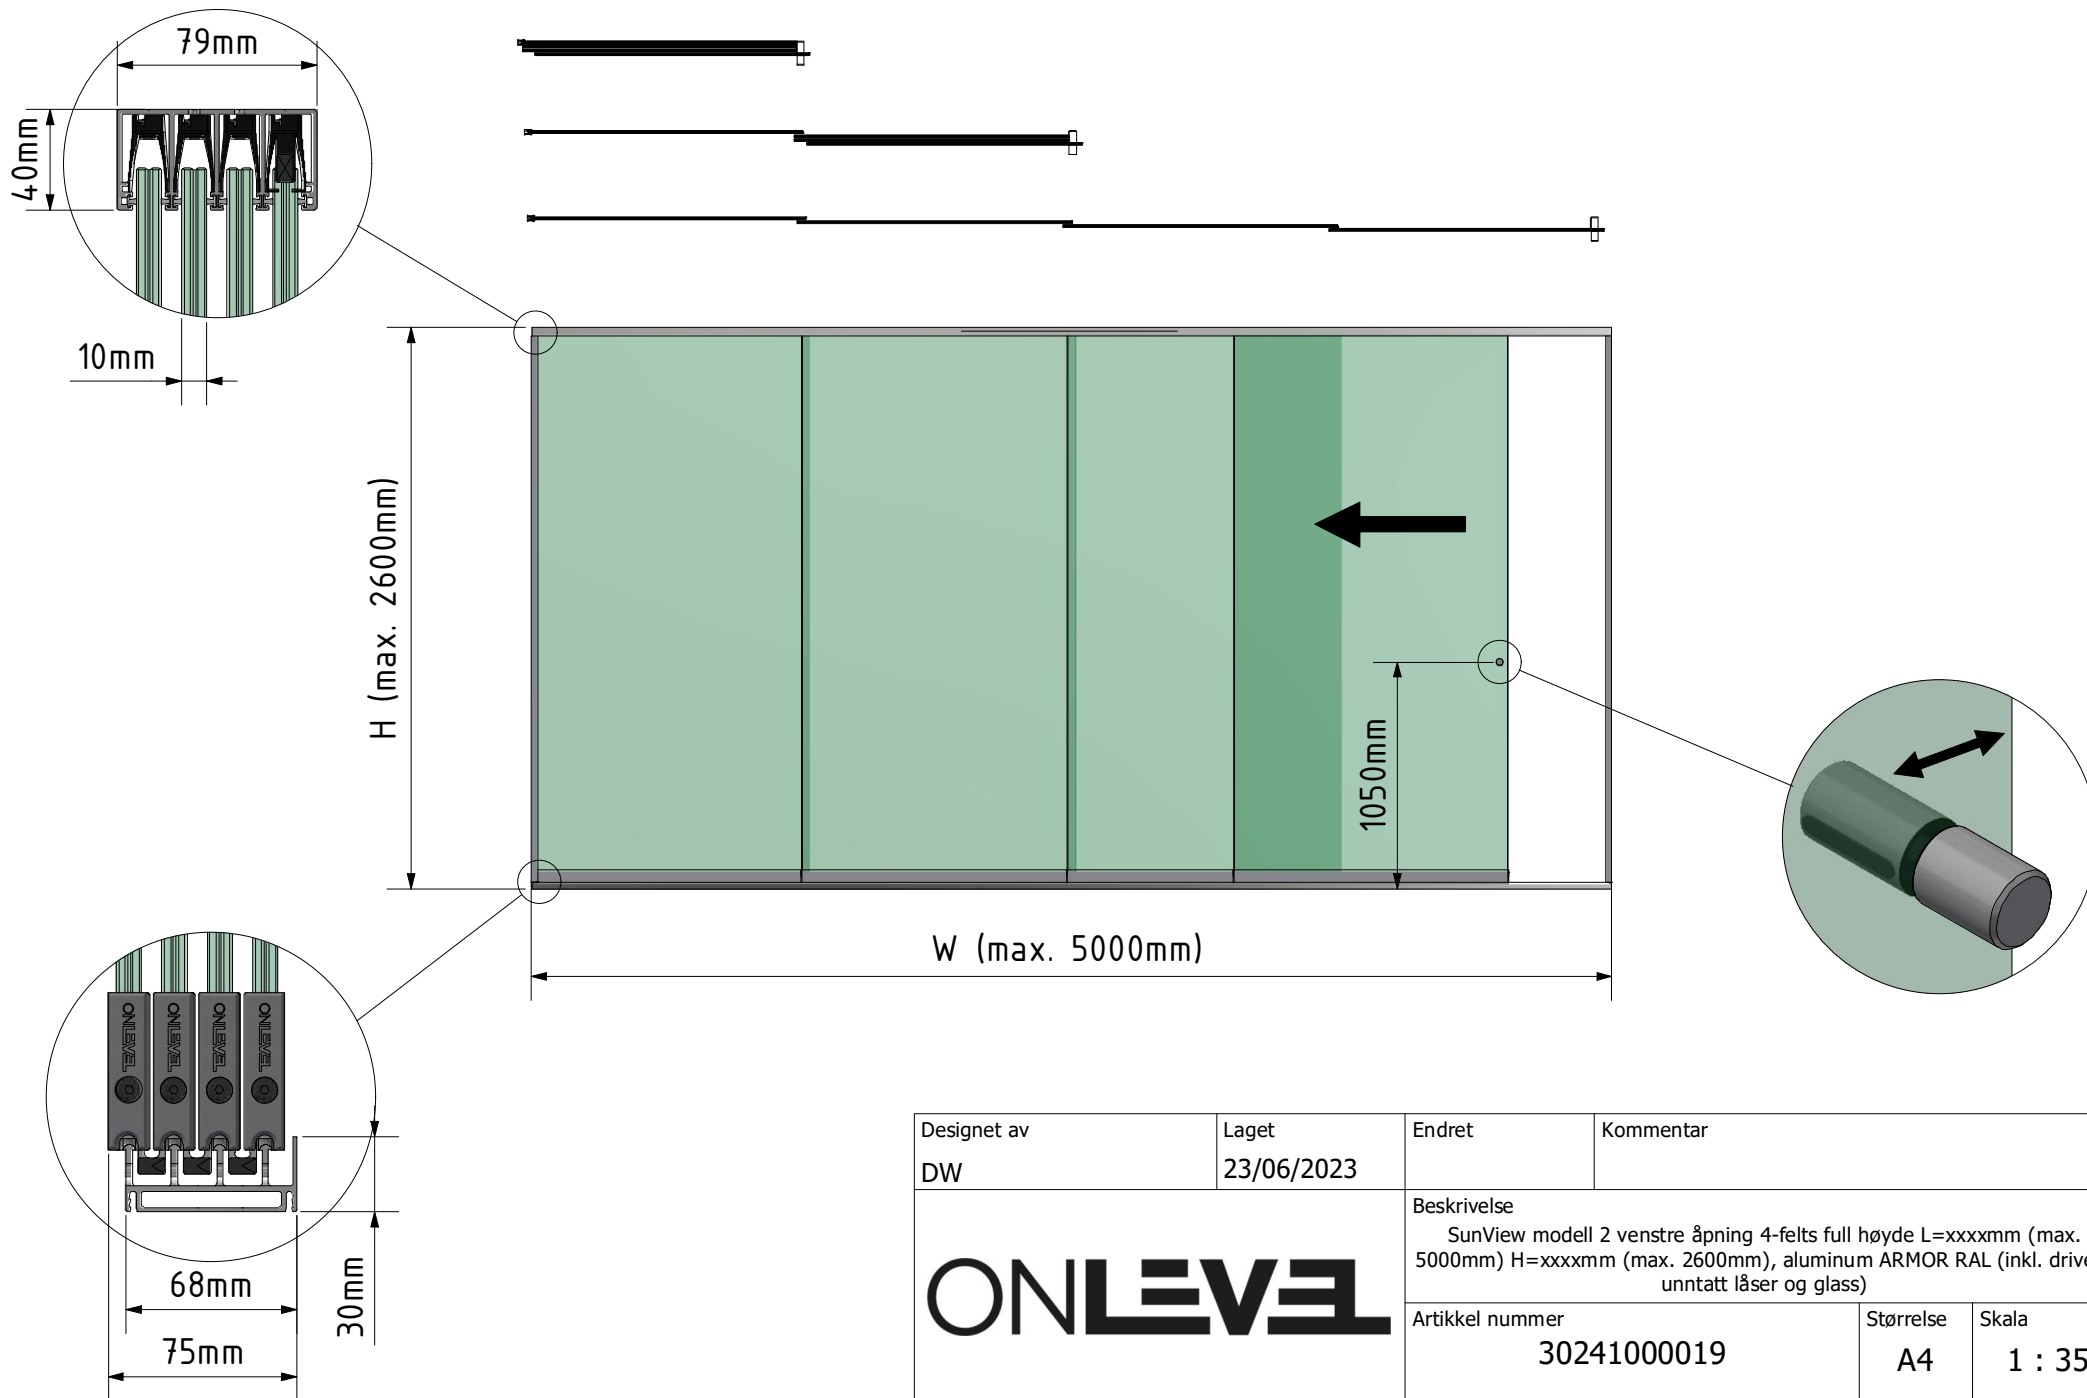 79mm
40mm
10mm
H (max. 2600mm)
1050mm
W (max. 5000mm)
ONLEVEL
ONLEVEL
ONLEVEL
ONLEVEL
68mm
75mm
30mm
Designet av
DW
Laget
23/06/2023
Endret
Kommentar
ONLEVEL
Beskrivelse
SunView modell 2 venstre åpning 4-felts full høyde L=xxxxmm (max.
5000mm) H=xxxxmm (max. 2600mm), aluminum ARMOR RAL (inkl. drive
unntatt låser og glass)
Artikkel nummer
30241000019
Størrelse
A4
Skala
1 : 35